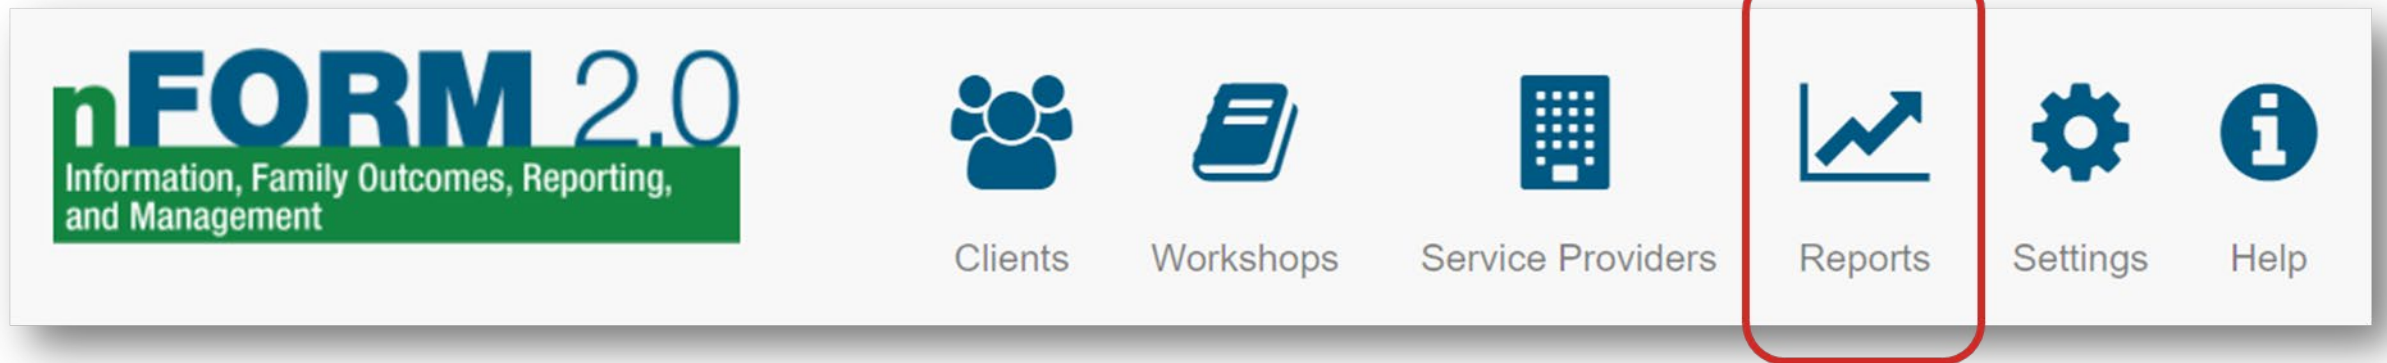 nFORM 2.0
Information, Family Outcomes, Reporting,
and Management
Clients
Workshops
Service Providers
Reports
Settings
Help